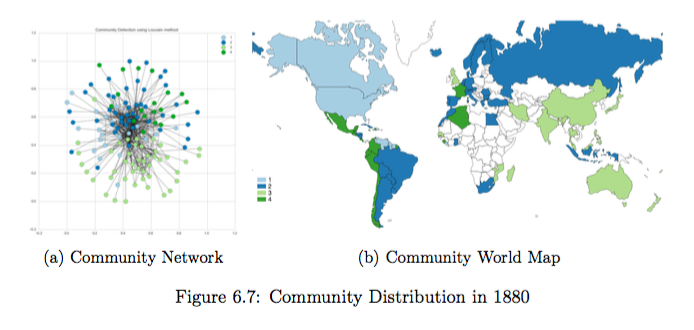 Community Detection using Louvain method
1
2
3
4
1
2
3
4
(a) Community Network
(b) Community World Map
Figure 6.7: Community Distribution in 1880